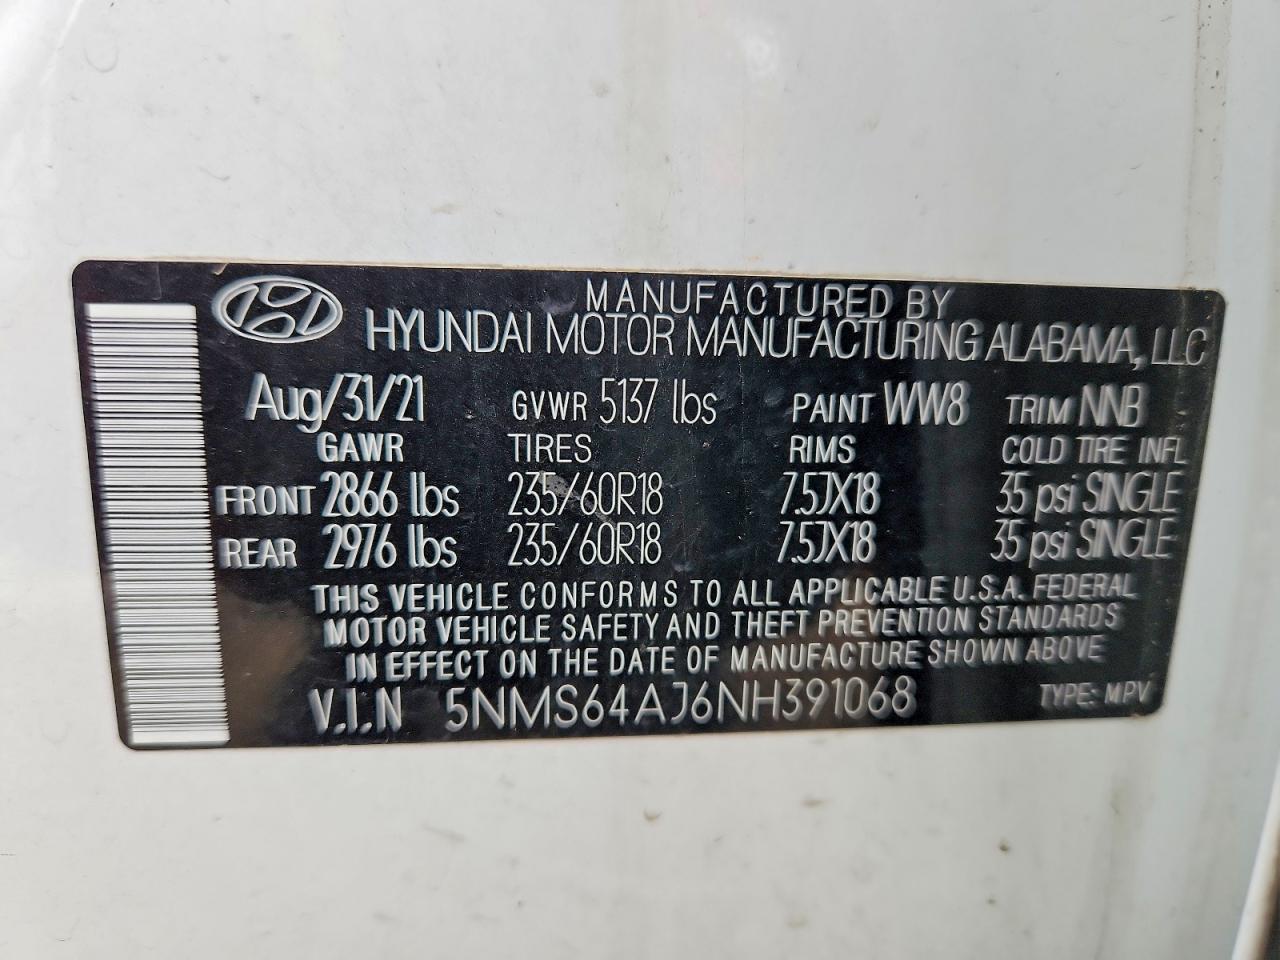 MANUFACTURED BY
HYUNDAI MOTOR MANUFACTURING ALABAMA, LLC
Aug/31/21 GVWR 5137 lbs PAINT WW8 TRIM NNB
GAWR TIRES RIMS COLD TIRE INFL
FRONT 2866 lbs 235/60R18 7.5JX18 35 psi SINGLE
REAR 2976 lbs 235/60R18 7.5JX18 35 psi SINGLE
THIS VEHICLE CONFORMS TO ALL APPLICABLE U.S.A. FEDERAL
MOTOR VEHICLE SAFETY AND THEFT PREVENTION STANDARDS
IN EFFECT ON THE DATE OF MANUFACTURE SHOWN ABOVE
V.I.N 5NMS64AJ6NH391068 TYPE: MPV